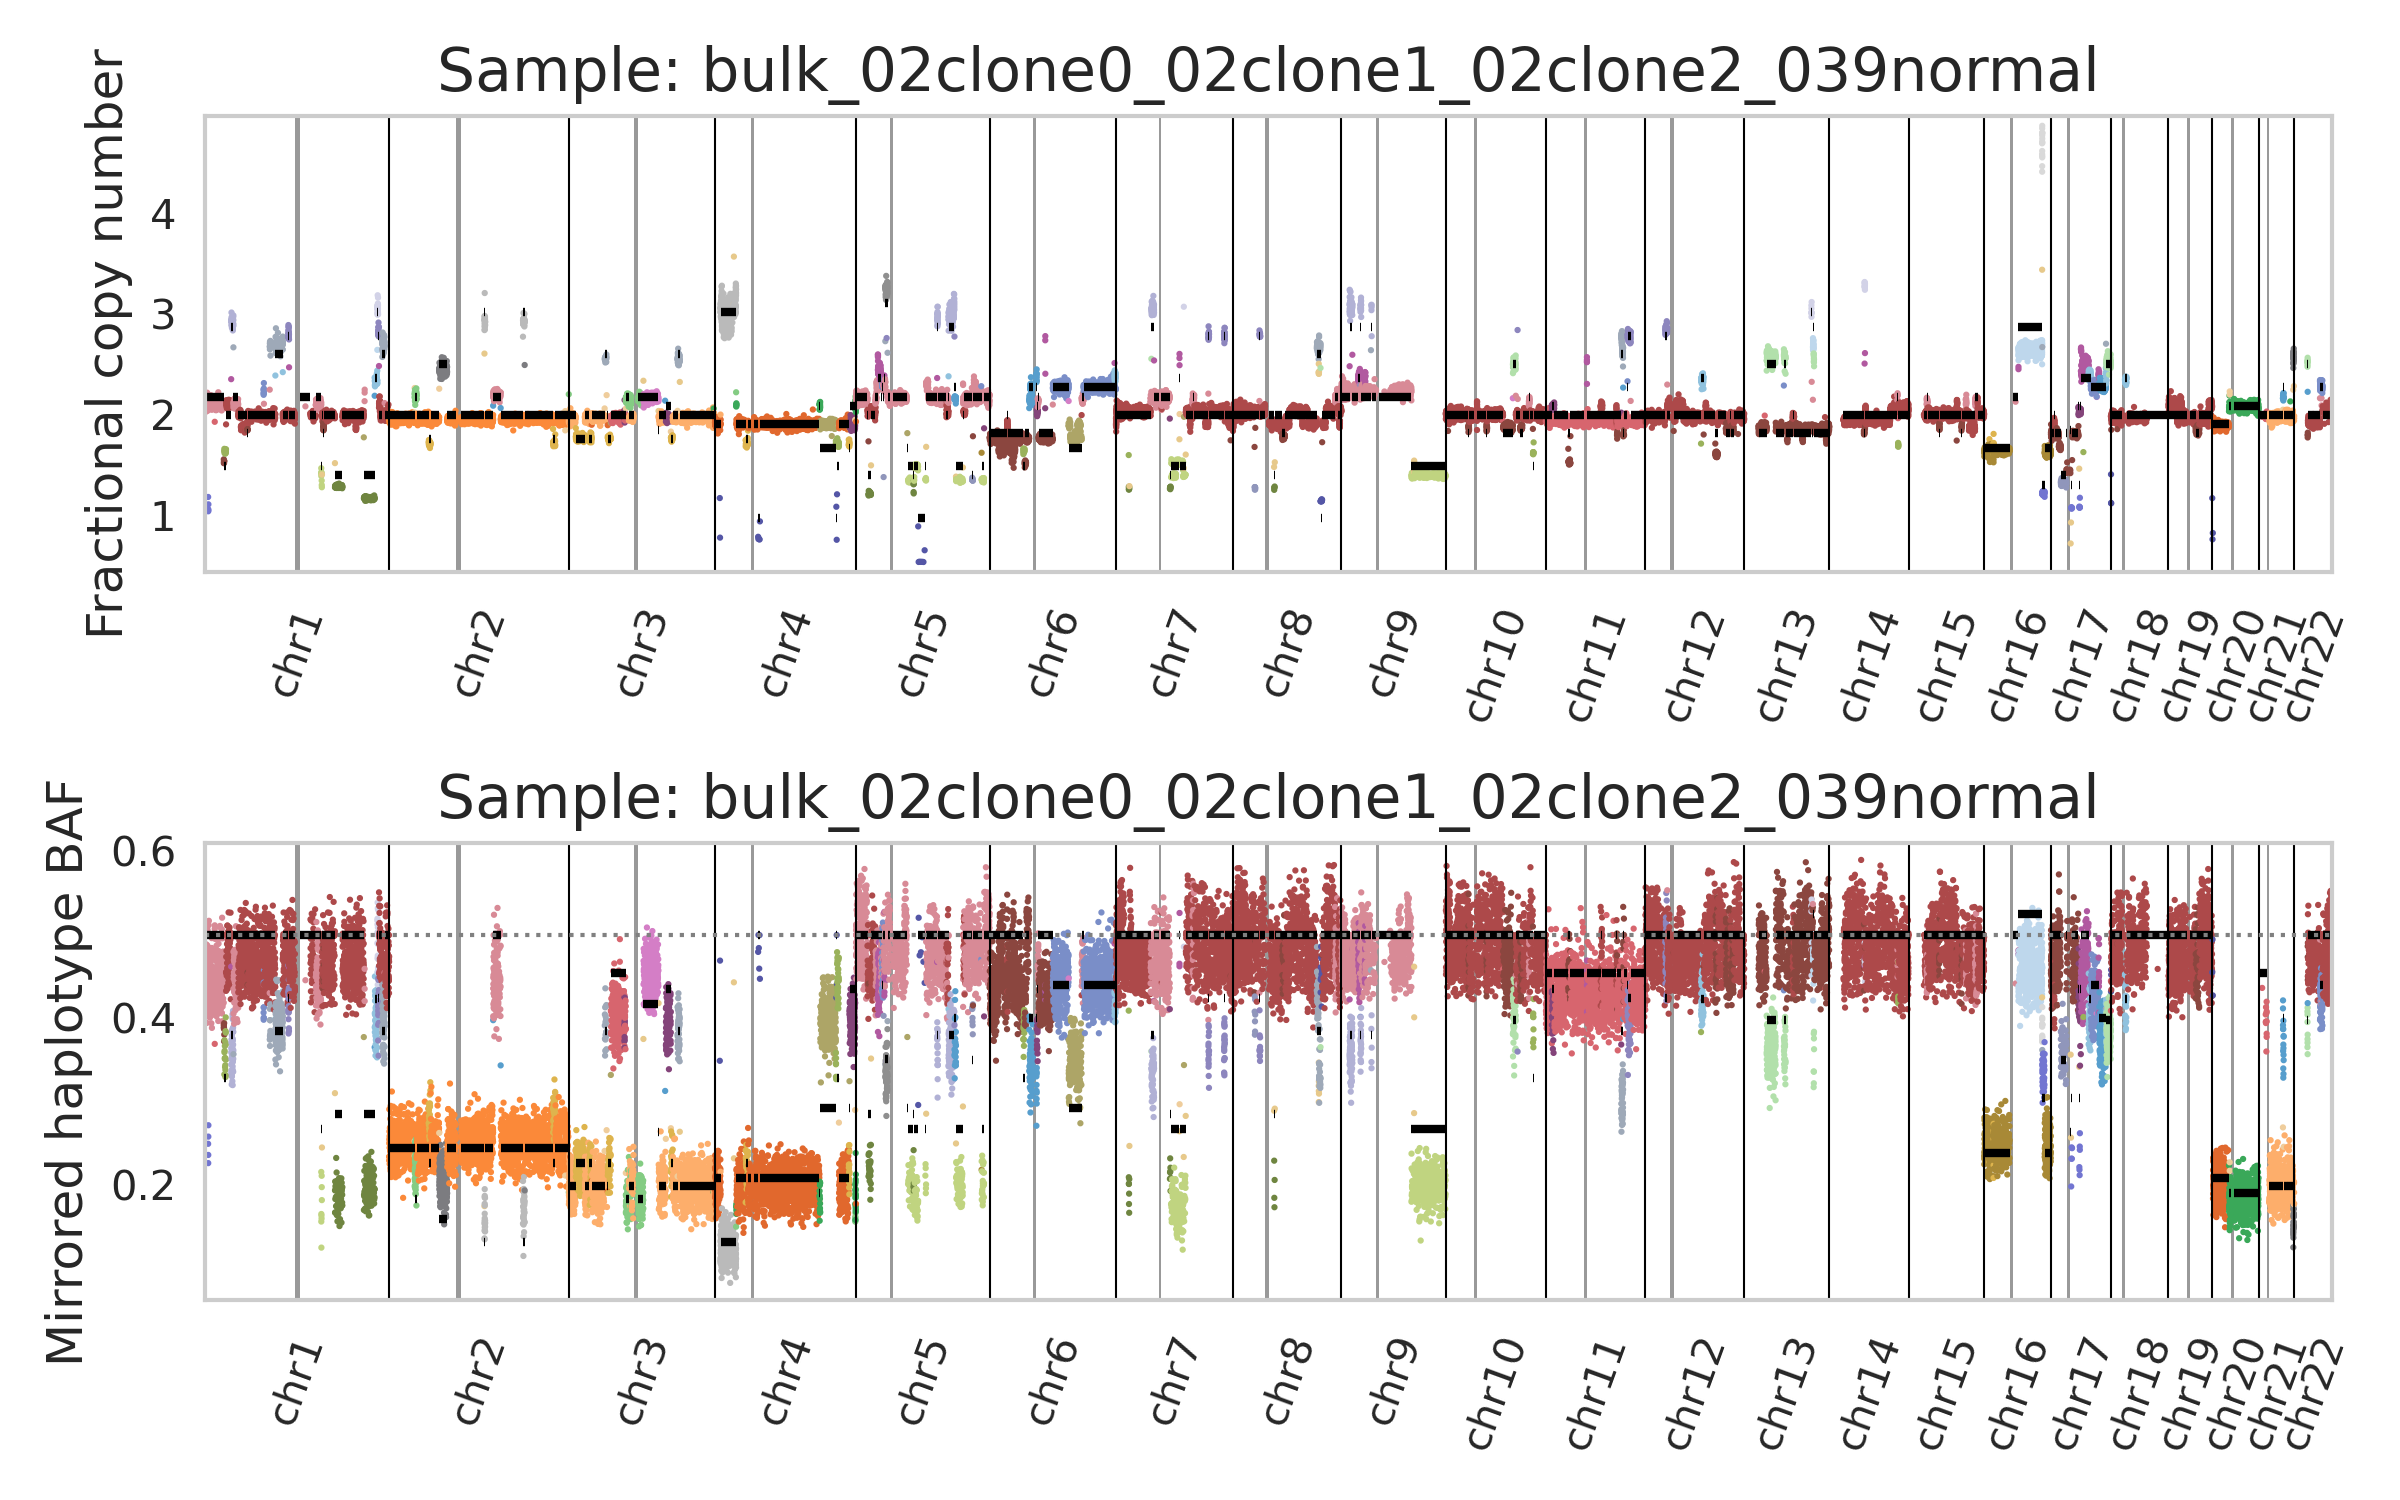 Sample: bulk_02clone0_02clone1_02clone2_039normal
Fractional copy number
4
3
2
1
chr1
chr2
chr3
chr4
chr5
chr6
chr7
chr8
chr9
chr10
chr11
chr12
chr13
chr14
chr15
chr16
chr17
chr18
chr19
chr20
chr21
chr22
Sample: bulk_02clone0_02clone1_02clone2_039normal
Mirrored haplotype BAF
0.6
0.4
0.2
chr1
chr2
chr3
chr4
chr5
chr6
chr7
chr8
chr9
chr10
chr11
chr12
chr13
chr14
chr15
chr16
chr17
chr18
chr19
chr20
chr21
chr22